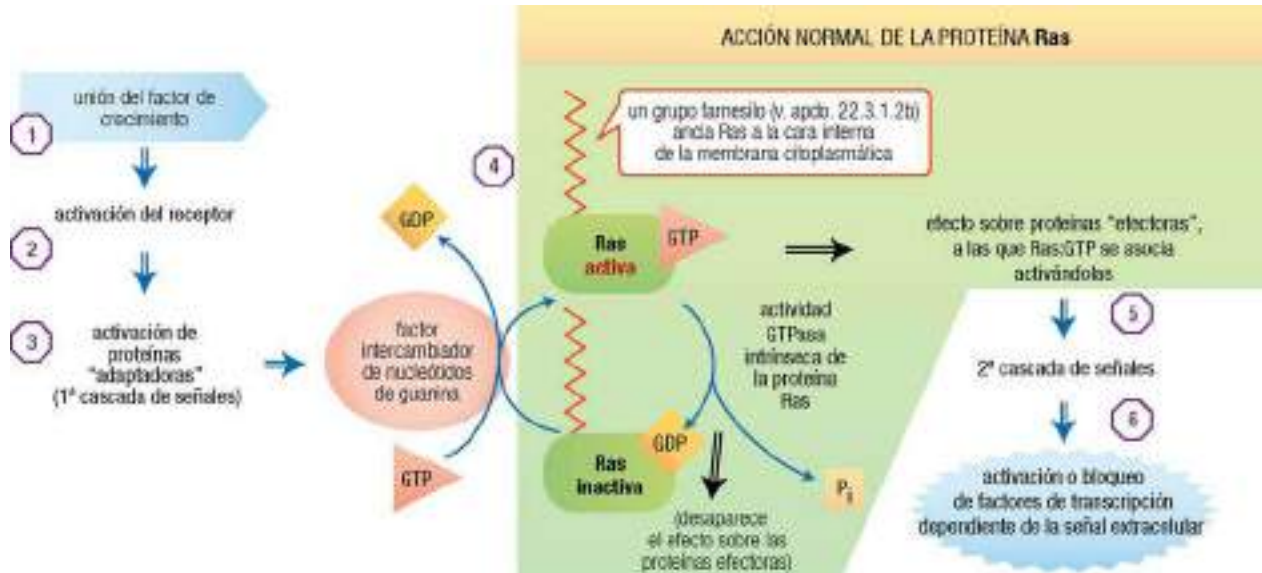 ACCIÓN NORMAL DE LA PROTEÍNA Ras
1
unión del factor de
crecimiento
2
activación del receptor
3
activación de
proteínas
"adaptadoras"
(1ª cascada de señales)
factor
intercambiador
de nucleótidos
de guanina
GDP
GTP
4
un grupo farnesilo (v. apdo. 22.3.1.2b)
ancla Ras a la cara interna
de la membrana citoplasmática
Ras
activa
GTP
Ras
inactiva
GDP
actividad
GTPasa
intrínseca de
la proteína
Ras
Pi
(desaparece
el efecto sobre las
proteínas efectoras)
efecto sobre proteínas "efectoras",
a las que Ras:GTP se asocia
activándolas
5
2ª cascada de señales
6
activación o bloqueo
de factores de transcripción
dependiente de la señal extracelular